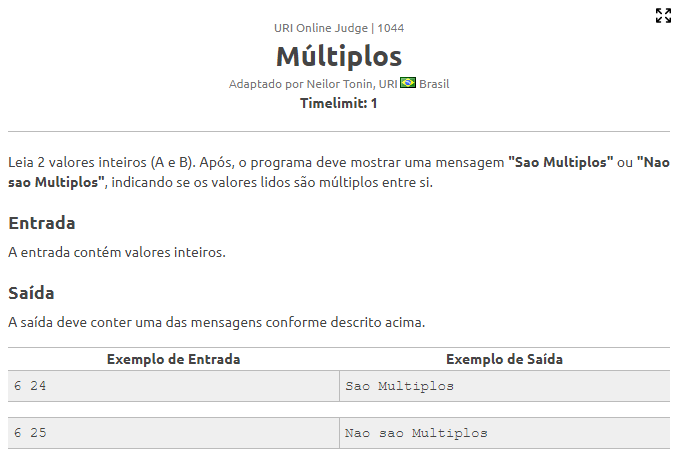 URI Online Judge | 1044
Múltiplos
Adaptado por Neilor Tonin, URI Brasil
Timelimit: 1
Leia 2 valores inteiros (A e B). Após, o programa deve mostrar uma mensagem "Sao Multiplos" ou "Nao
sao Multiplos", indicando se os valores lidos são múltiplos entre si.
Entrada
A entrada contém valores inteiros.
Saída
A saída deve conter uma das mensagens conforme descrito acima.
Exemplo de Entrada Exemplo de Saída
6 24 Sao Multiplos
6 25 Nao sao Multiplos